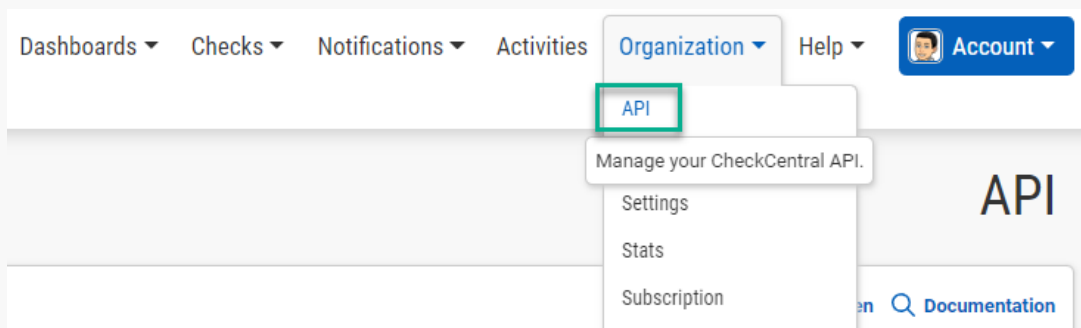 Dashboards Checks Notifications Activities Organization Help Account
API
Manage your CheckCentral API.
API
Settings
Stats
Subscription
en Documentation